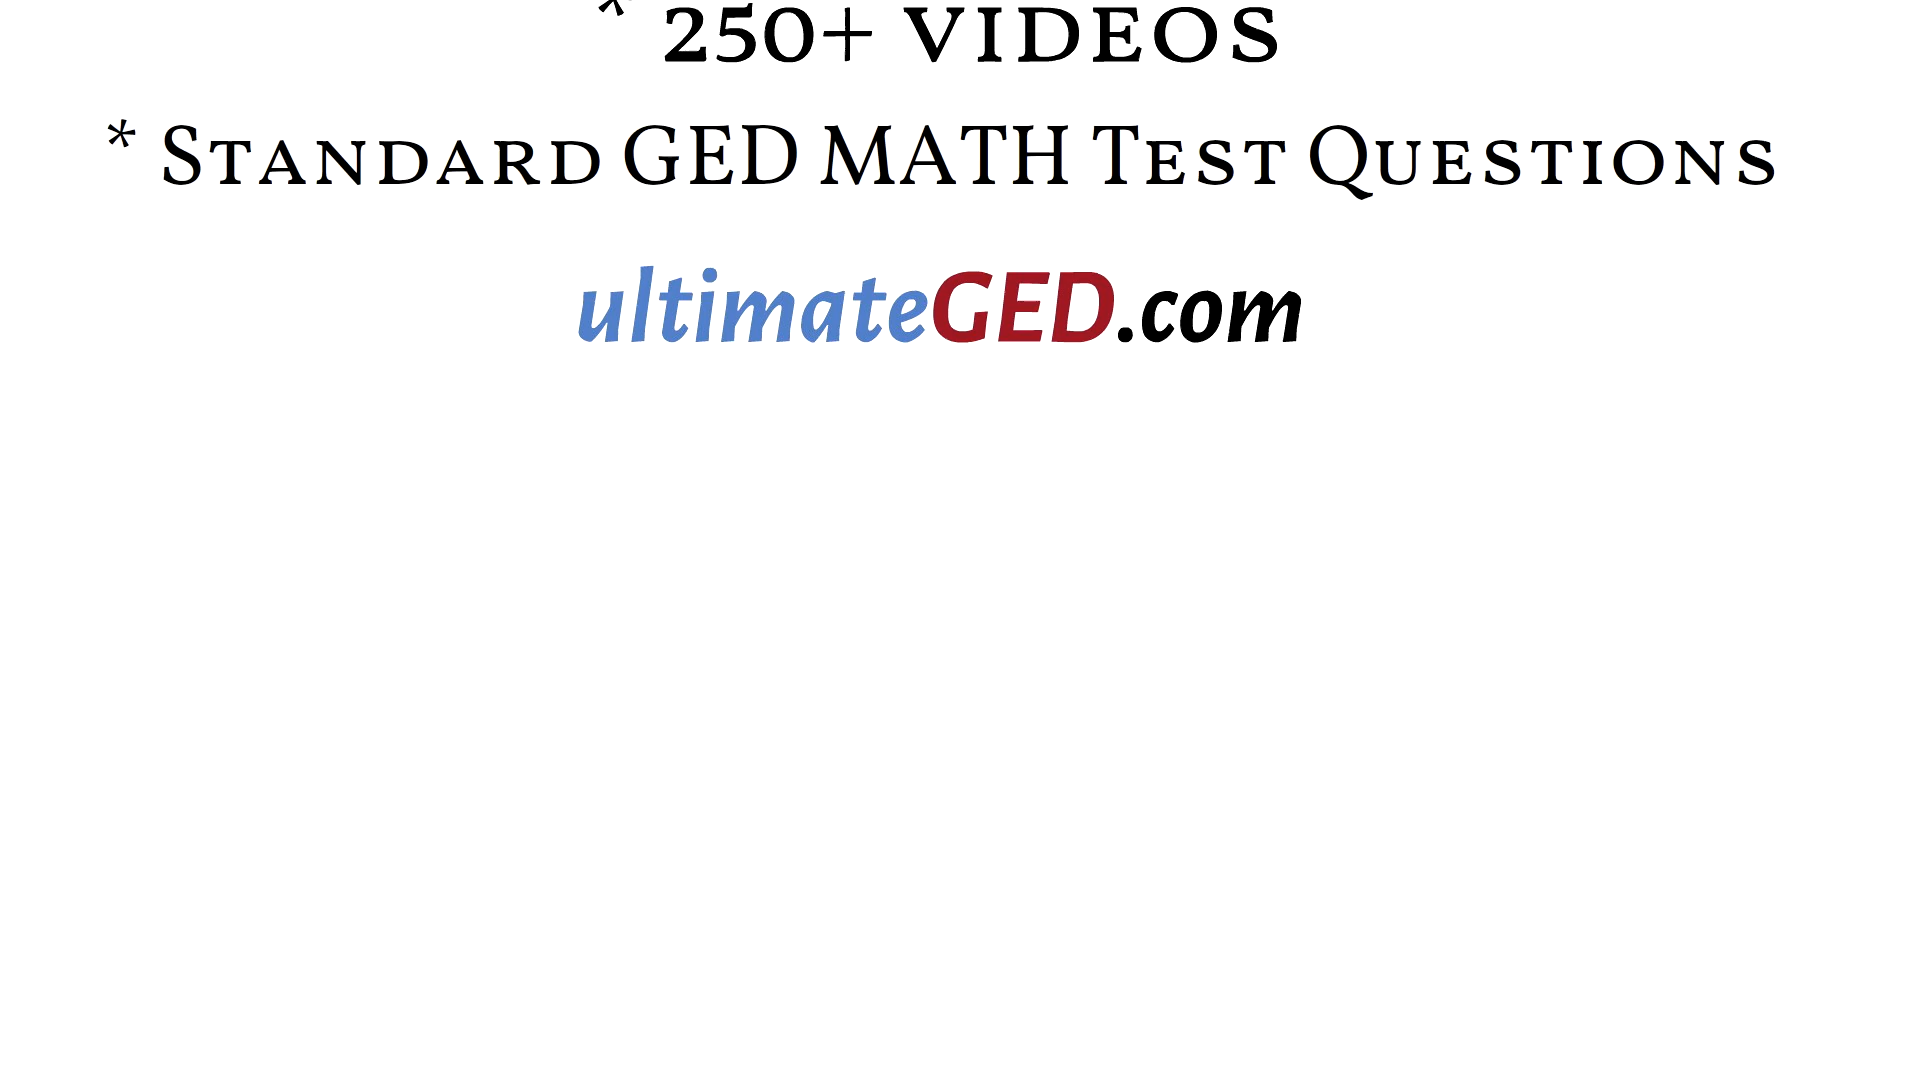 * 250+ VIDEOS
* STANDARD GED MATH TEST QUESTIONS
ultimateGED.com